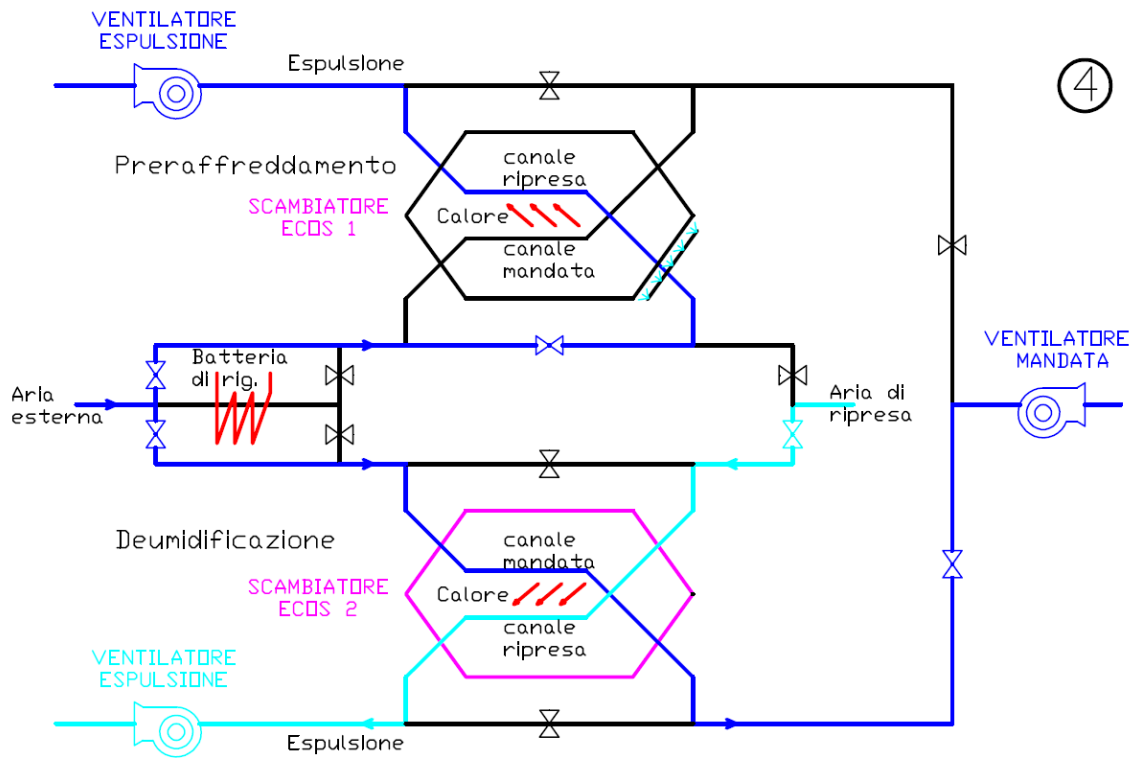 VENTILATORE
ESPULSIONE
Espulsione
4
Preraffreddamento
canale
ripresa
SCAMBIATORE
ECOS 1
Calore
canale
mandata
Batteria
di rig.
VENTILATORE
MANDATA
Aria
esterna
Aria di
ripresa
Deumidificazione
canale
mandata
SCAMBIATORE
ECOS 2
Calore
canale
ripresa
VENTILATORE
ESPULSIONE
Espulsione